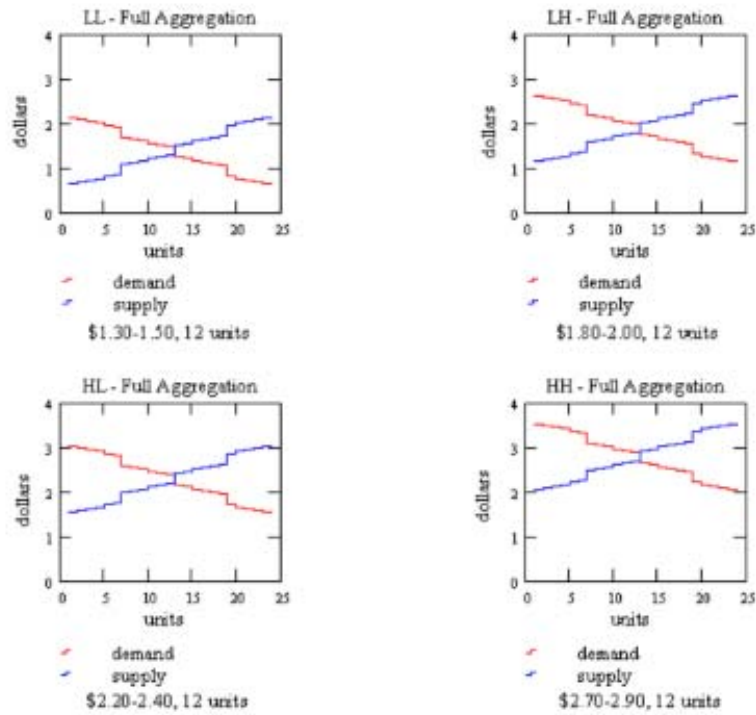 LL - Full Aggregation
4
3
2
1
0
dollars
0 5 10 15 20 25
units
demand
supply
$1.30-1.50, 12 units
LH - Full Aggregation
4
3
2
1
0
dollars
0 5 10 15 20 25
units
demand
supply
$1.80-2.00, 12 units
HL - Full Aggregation
4
3
2
1
0
dollars
0 5 10 15 20 25
units
demand
supply
$2.20-2.40, 12 units
HH - Full Aggregation
4
3
2
1
0
dollars
0 5 10 15 20 25
units
demand
supply
$2.70-2.90, 12 units